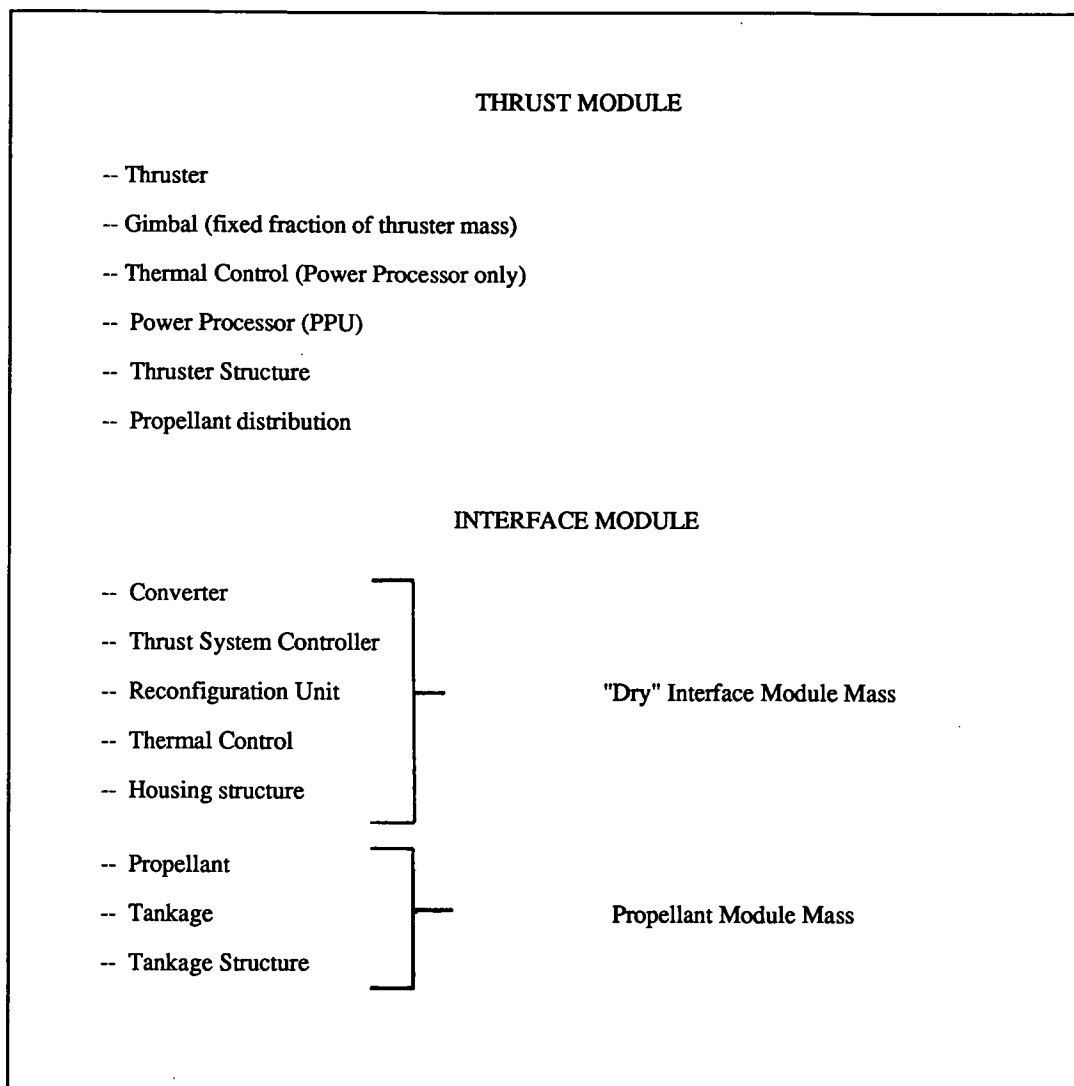 THRUST MODULE
-- Thruster
-- Gimbal (fixed fraction of thruster mass)
-- Thermal Control (Power Processor only)
-- Power Processor (PPU)
-- Thruster Structure
-- Propellant distribution
INTERFACE MODULE
-- Converter
-- Thrust System Controller
-- Reconfiguration Unit
-- Thermal Control
-- Housing structure
"Dry" Interface Module Mass
-- Propellant
-- Tankage
-- Tankage Structure
Propellant Module Mass